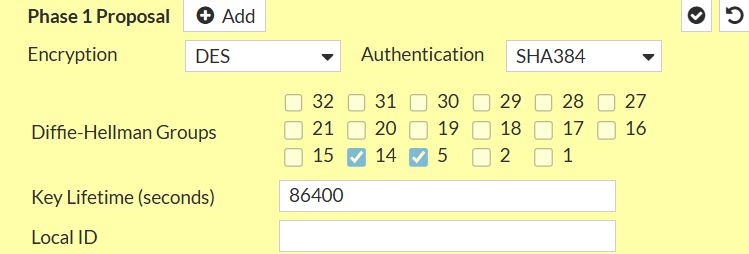 Phase 1 Proposal Add
Encryption DES Authentication SHA384
32 31 30 29 28 27
Diffie-Hellman Groups 21 20 19 18 17 16
15 14 5 2 1
Key Lifetime (seconds) 86400
Local ID